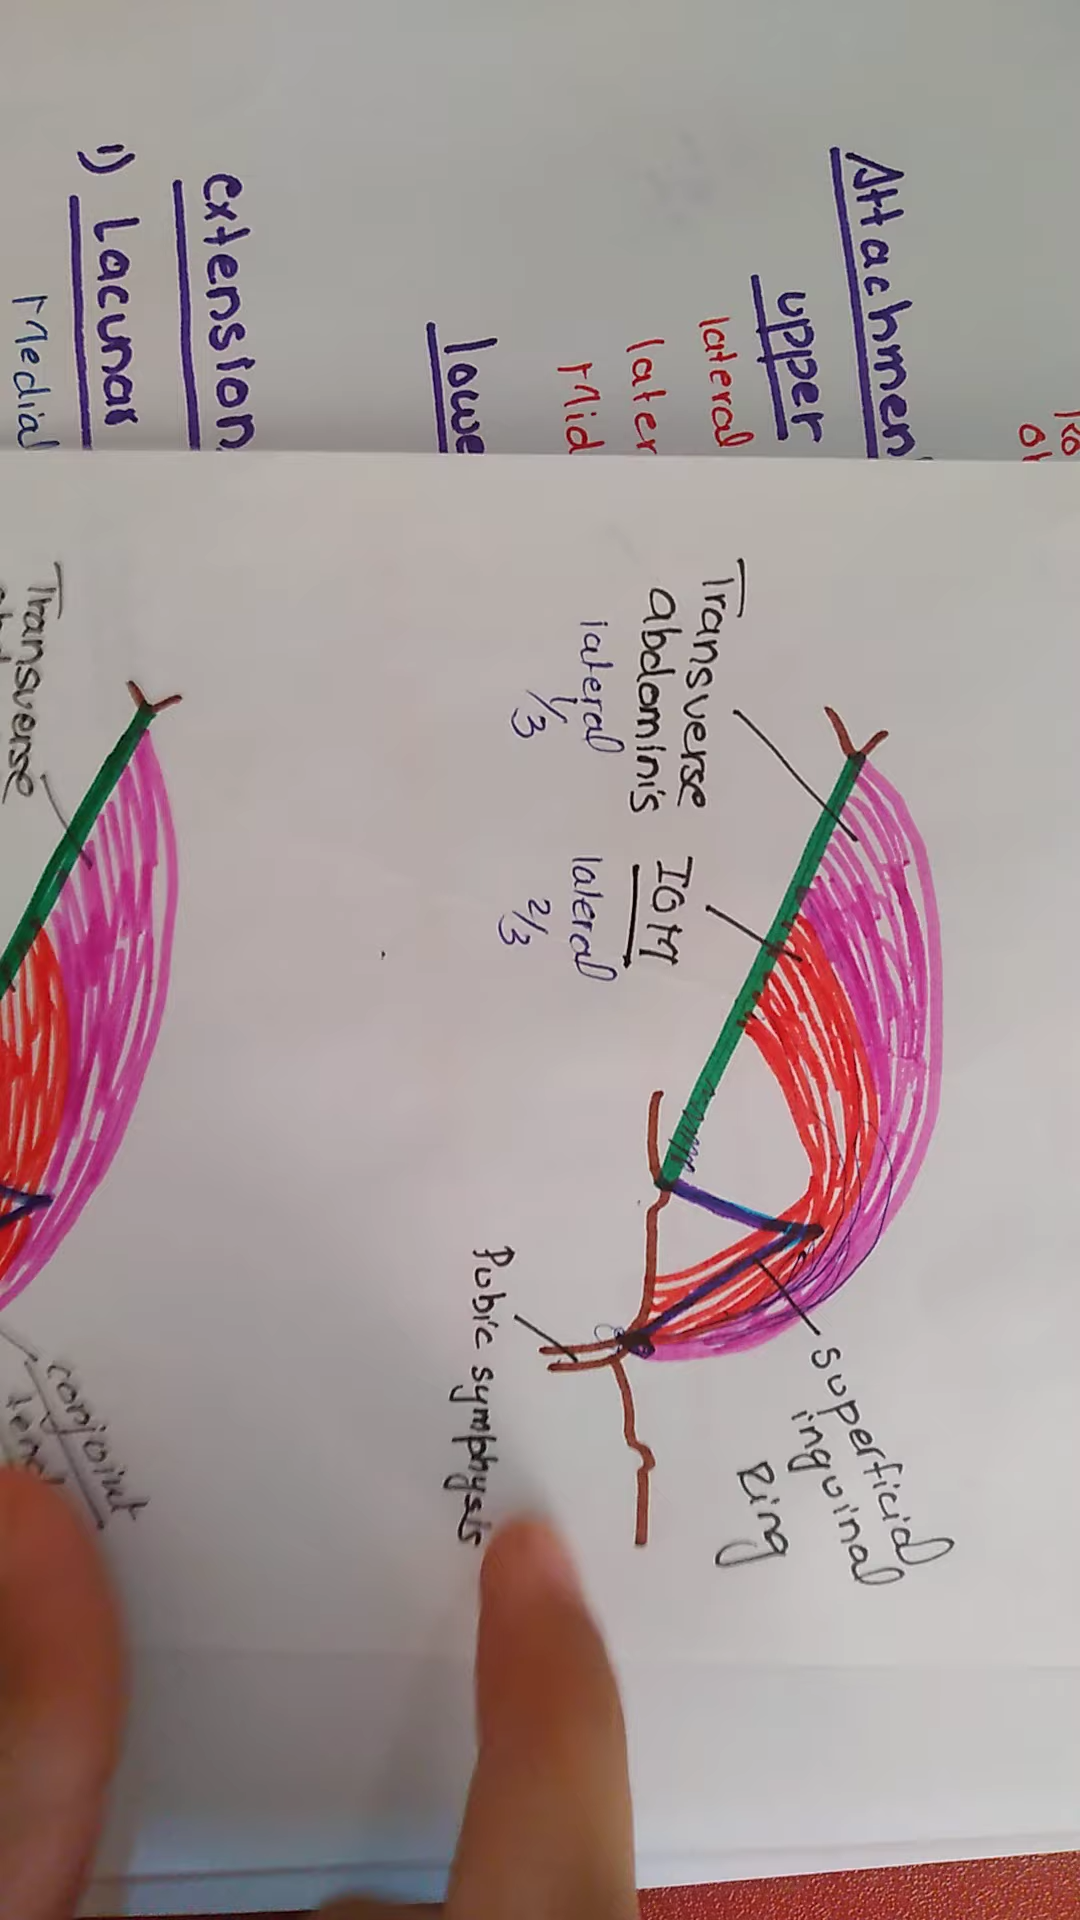 Attachmen
upper
lateral
later
Mid
lowe
extension
1) Lacunar
Medial
Transverse
abdominis
lateral
1/3
IOM
lateral
2/3
superficial
inguinal
Ring
Pubic symphysis
Transverse
conjoint